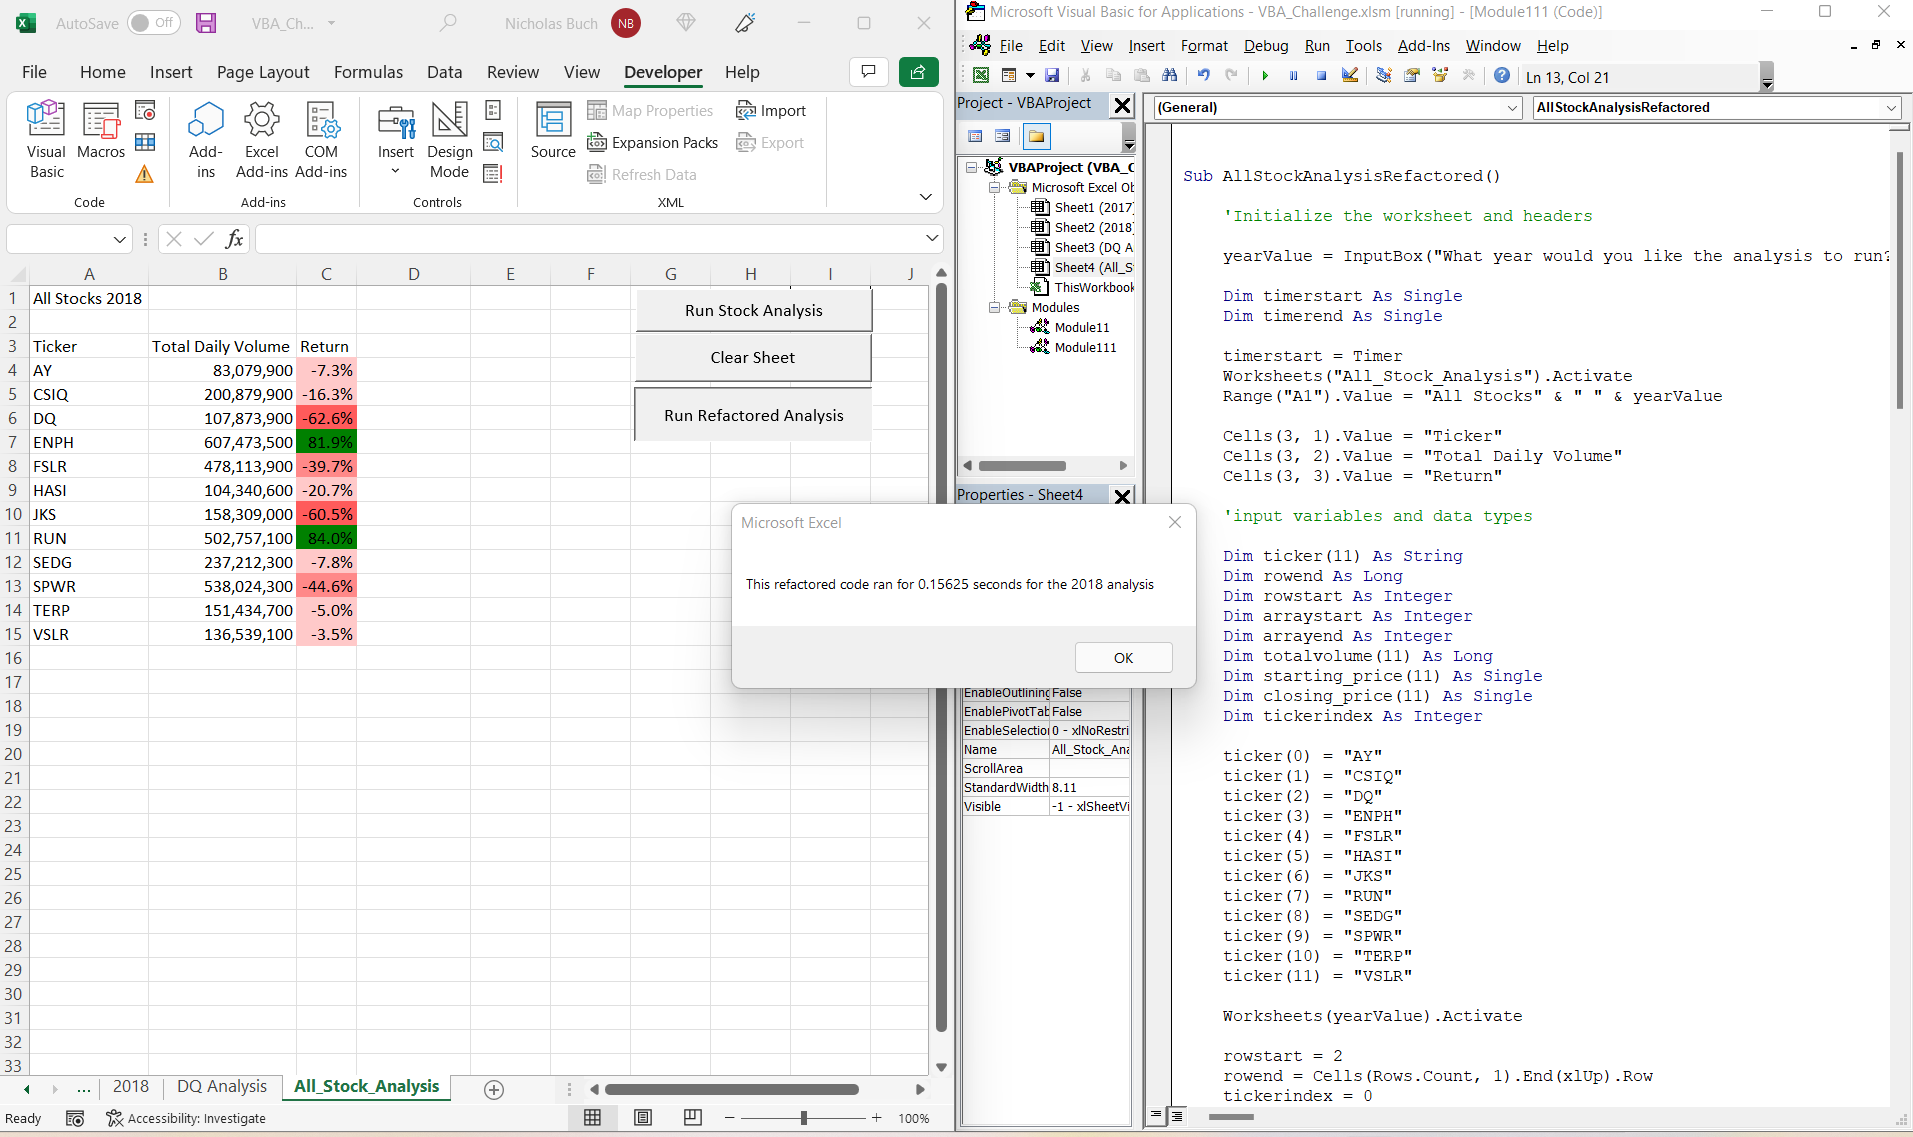 AutoSave Off VBA_Ch... Nicholas Buch NB
File Home Insert Page Layout Formulas Data Review View Developer Help
Visual Basic
Macros
Code
Add-ins
Excel Add-ins
COM Add-ins
Add-ins
Insert
Design Mode
Controls
Source
Map Properties
Expansion Packs
Refresh Data
Import
Export
XML
fx
A B C D E F G H I J
1 All Stocks 2018
2
3 Ticker Total Daily Volume Return
4 AY 83,079,900 -7.3%
5 CSIQ 200,879,900 -16.3%
6 DQ 107,873,900 -62.6%
7 ENPH 607,473,500 81.9%
8 FSLR 478,113,900 -39.7%
9 HASI 104,340,600 -20.7%
10 JKS 158,309,000 -60.5%
11 RUN 502,757,100 84.0%
12 SEDG 237,212,300 -7.8%
13 SPWR 538,024,300 -44.6%
14 TERP 151,434,700 -5.0%
15 VSLR 136,539,100 -3.5%
16
17
18
19
20
21
22
23
24
25
26
27
28
29
30
31
32
33
Run Stock Analysis
Clear Sheet
Run Refactored Analysis
... 2018 DQ Analysis All_Stock_Analysis
Ready Accessibility: Investigate 100%
Microsoft Excel
This refactored code ran for 0.15625 seconds for the 2018 analysis
OK
Microsoft Visual Basic for Applications - VBA_Challenge.xlsm [running] - [Module111 (Code)]
File Edit View Insert Format Debug Run Tools Add-Ins Window Help
Ln 13, Col 21
Project - VBAProject
VBAProject (VBA_C
Microsoft Excel Ob
Sheet1 (2017)
Sheet2 (2018)
Sheet3 (DQ A
Sheet4 (All_S
ThisWorkbook
Modules
Module11
Module111
Properties - Sheet4
EnableOutlining False
EnablePivotTab False
EnableSelection 0 - xlNoRestri
Name All_Stock_Ana
ScrollArea
StandardWidth 8.11
Visible -1 - xlSheetVi
(General) AllStockAnalysisRefactored
Sub AllStockAnalysisRefactored()
'Initialize the worksheet and headers
yearValue = InputBox("What year would you like the analysis to run?
Dim timerstart As Single
Dim timerend As Single
timerstart = Timer
Worksheets("All_Stock_Analysis").Activate
Range("A1").Value = "All Stocks" & " " & yearValue
Cells(3, 1).Value = "Ticker"
Cells(3, 2).Value = "Total Daily Volume"
Cells(3, 3).Value = "Return"
'input variables and data types
Dim ticker(11) As String
Dim rowend As Long
Dim rowstart As Integer
Dim arraystart As Integer
Dim arrayend As Integer
Dim totalvolume(11) As Long
Dim starting_price(11) As Single
Dim closing_price(11) As Single
Dim tickerindex As Integer
ticker(0) = "AY"
ticker(1) = "CSIQ"
ticker(2) = "DQ"
ticker(3) = "ENPH"
ticker(4) = "FSLR"
ticker(5) = "HASI"
ticker(6) = "JKS"
ticker(7) = "RUN"
ticker(8) = "SEDG"
ticker(9) = "SPWR"
ticker(10) = "TERP"
ticker(11) = "VSLR"
Worksheets(yearValue).Activate
rowstart = 2
rowend = Cells(Rows.Count, 1).End(xlUp).Row
tickerindex = 0